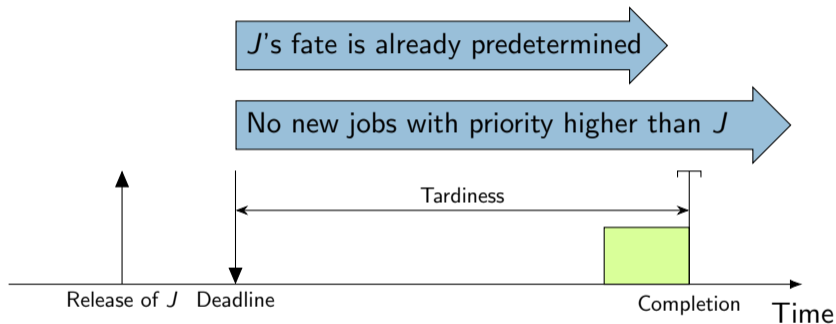 J's fate is already predetermined
No new jobs with priority higher than J
Tardiness
Release of J
Deadline
Completion
Time